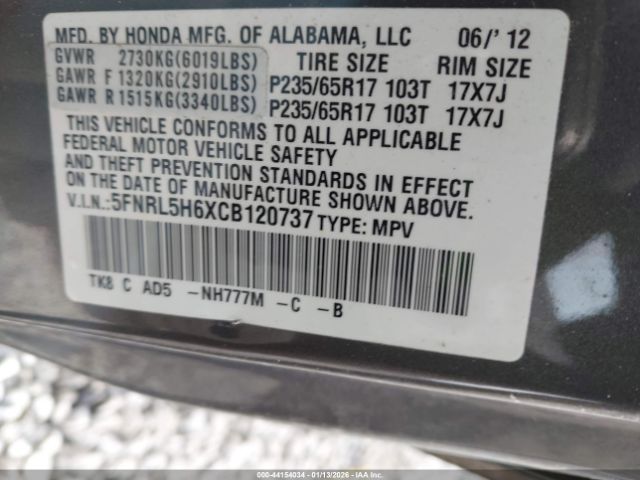 MFD. BY HONDA MFG. OF ALABAMA, LLC 06/'12
GVWR 2730KG(6019LBS) TIRE SIZE RIM SIZE
GAWR F 1320KG(2910LBS) P235/65R17 103T 17X7J
GAWR R 1515KG(3340LBS) P235/65R17 103T 17X7J
THIS VEHICLE CONFORMS TO ALL APPLICABLE
FEDERAL MOTOR VEHICLE SAFETY
AND THEFT PREVENTION STANDARDS IN EFFECT
ON THE DATE OF MANUFACTURE SHOWN ABOVE.
V.I.N.:5FNRL5H6XCB120737 TYPE: MPV
TK8 C AD5 -NH777M -C -B
000-44154034 | 01/13/2026 - IAAI.COM